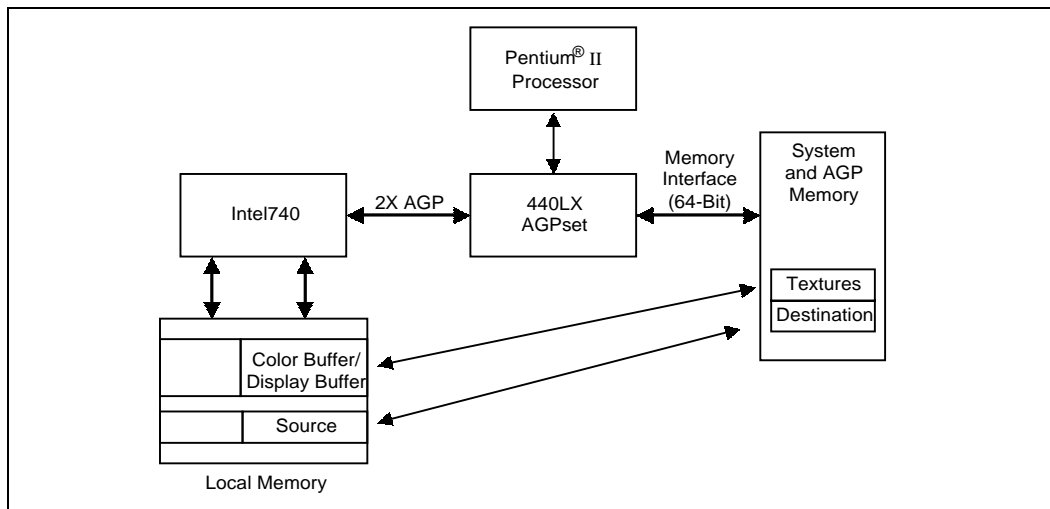 Pentium® II
Processor
System
and AGP
Memory
Memory
Interface
(64-Bit)
Intel740
2X AGP
440LX
AGPset
Textures
Destination
Color Buffer/
Display Buffer
Source
Local Memory